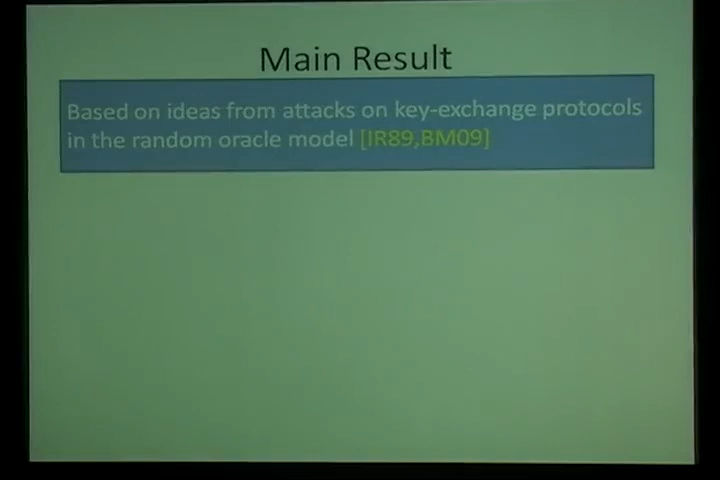 Main Result
Based on ideas from attacks on key-exchange protocols
in the random oracle model [IR89,BM09]